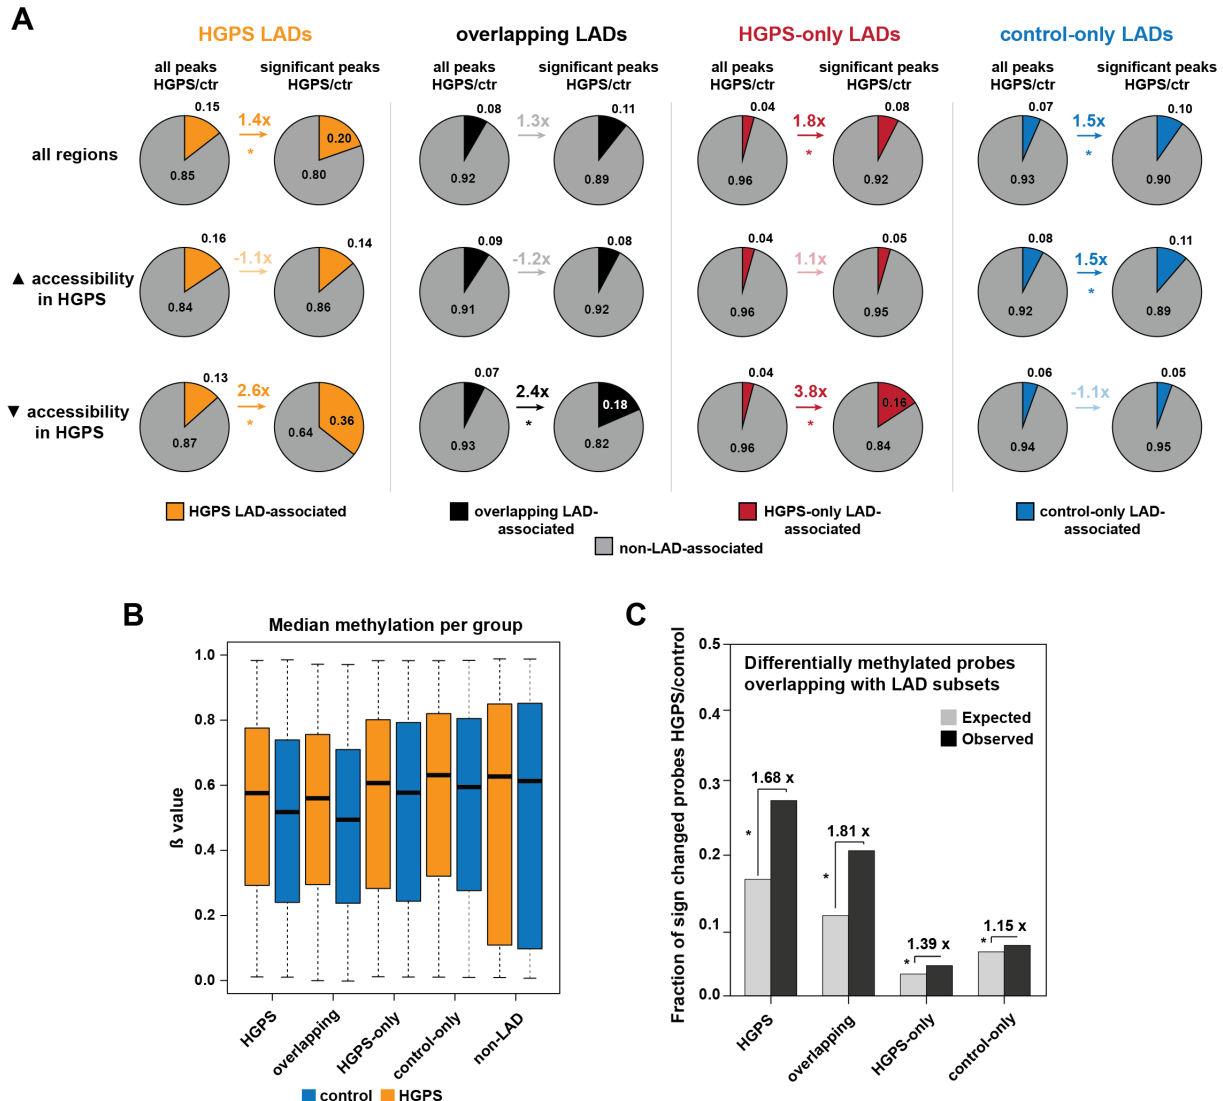 A
HGPS LADs
overlapping LADs
HGPS-only LADs
control-only LADs
all peaks
HGPS/ctr
significant peaks
HGPS/ctr
all peaks
HGPS/ctr
significant peaks
HGPS/ctr
all peaks
HGPS/ctr
significant peaks
HGPS/ctr
all peaks
HGPS/ctr
significant peaks
HGPS/ctr
all regions
0.15
0.85
1.4x
*
0.20
0.80
0.08
0.92
1.3x
0.11
0.89
0.04
0.96
1.8x
*
0.08
0.92
0.07
0.93
1.5x
*
0.10
0.90
▲ accessibility
in HGPS
0.16
0.84
-1.1x
0.14
0.86
0.09
0.91
-1.2x
0.08
0.92
0.04
0.96
1.1x
0.05
0.95
0.08
0.92
1.5x
*
0.11
0.89
▼ accessibility
in HGPS
0.13
0.87
2.6x
*
0.36
0.64
0.07
0.93
2.4x
*
0.18
0.82
0.04
0.96
3.8x
*
0.16
0.84
0.06
0.94
-1.1x
0.05
0.95
HGPS LAD-associated
overlapping LAD-
associated
HGPS-only LAD-
associated
control-only LAD-
associated
non-LAD-associated
B
Median methylation per group
ß value
1.0
0.8
0.6
0.4
0.2
0.0
HGPS
overlapping
HGPS-only
control-only
non-LAD
control
HGPS
C
Fraction of sign changed probes HGPS/control
0.5
0.4
0.3
0.2
0.1
0.0
Differentially methylated probes
overlapping with LAD subsets
Expected
Observed
1.68 x
*
1.81 x
*
1.39 x
*
1.15 x
*
HGPS
overlapping
HGPS-only
control-only